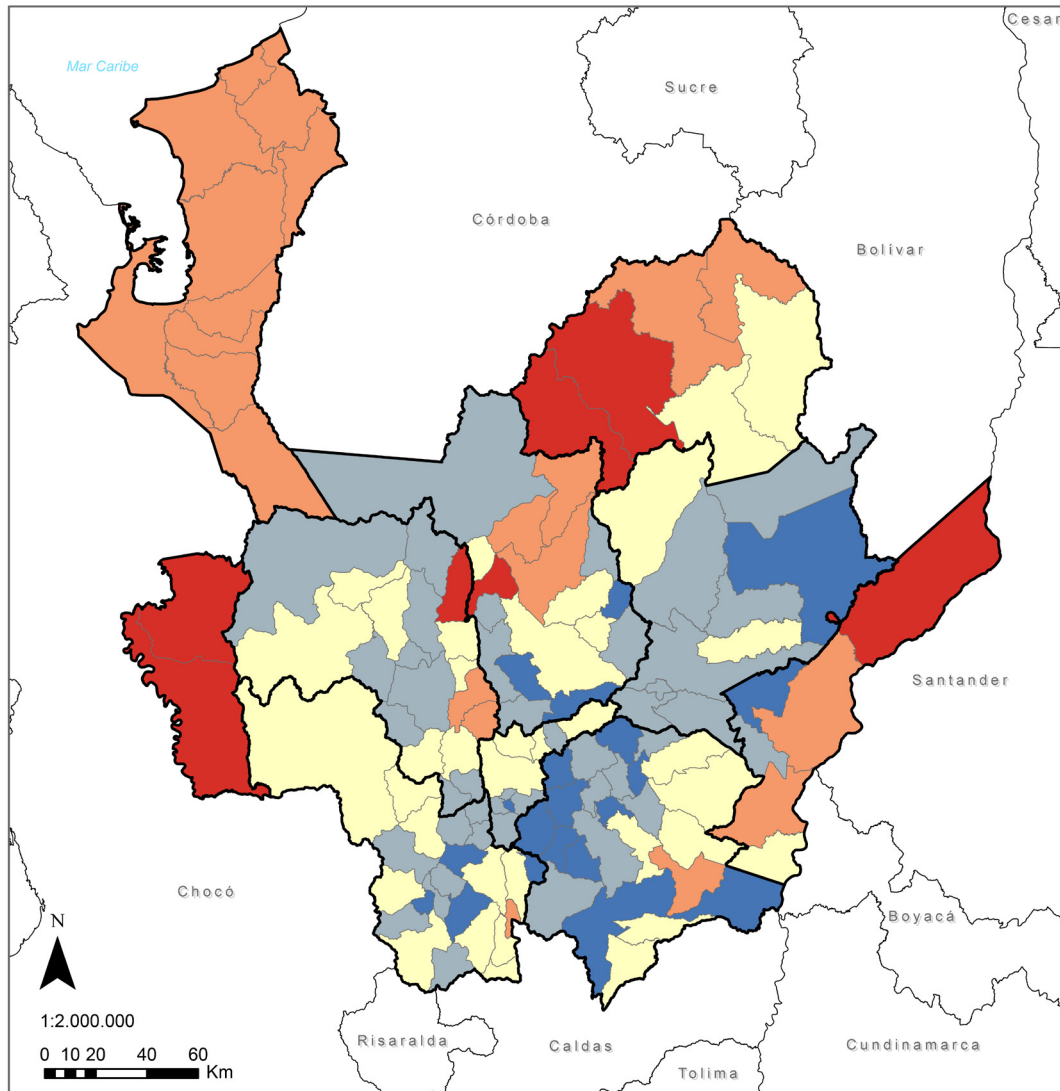 Cesar
Mar Caribe
Sucre
Córdoba
Bolívar
Santander
Chocó
Boyacá
N
1:2.000.000
Risaralda
Caldas
Cundinamarca
0 10 20 40 60
Km
Tolima